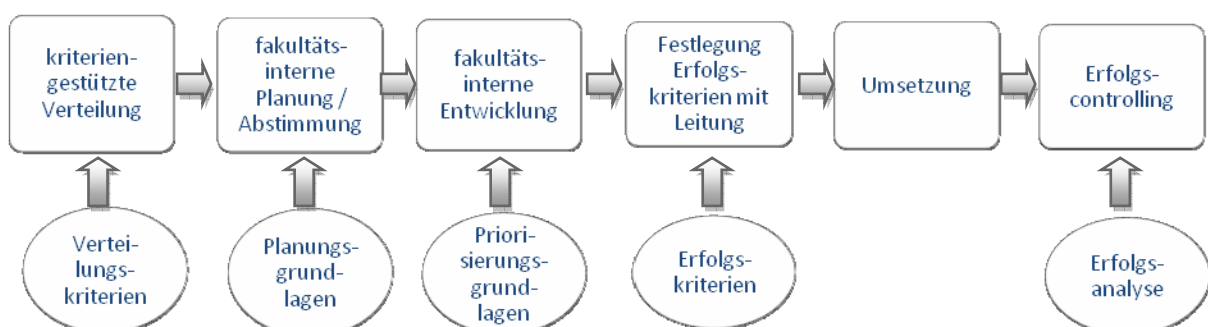 kriterien-
gestützte
Verteilung
fakultäts-
interne
Planung /
Abstimmung
fakultäts-
interne
Entwicklung
Festlegung
Erfolgs-
kriterien mit
Leitung
Umsetzung
Erfolgs-
controlling
Vertei-
lungs-
kriterien
Planungs-
grund-
lagen
Priori-
sierungs-
grund-
lagen
Erfolgs-
kriterien
Erfolgs-
analyse